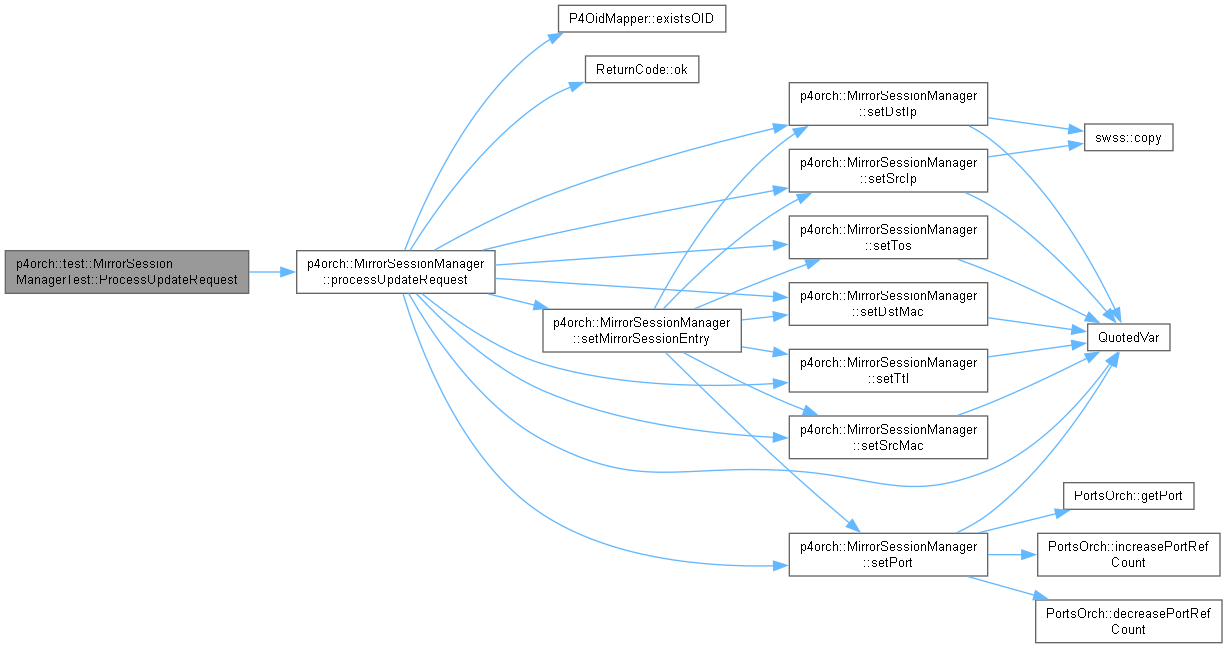 P4OidMapper::existsOID
ReturnCode::ok
p4orch::MirrorSessionManager
::setDstIp
swss::copy
p4orch::MirrorSessionManager
::setSrcIp
p4orch::MirrorSessionManager
::setTos
p4orch::test::MirrorSession
ManagerTest::ProcessUpdateRequest
p4orch::MirrorSessionManager
::processUpdateRequest
p4orch::MirrorSessionManager
::setDstMac
p4orch::MirrorSessionManager
::setMirrorSessionEntry
QuotedVar
p4orch::MirrorSessionManager
::setTtl
p4orch::MirrorSessionManager
::setSrcMac
PortsOrch::getPort
p4orch::MirrorSessionManager
::setPort
PortsOrch::increasePortRef
Count
PortsOrch::decreasePortRef
Count